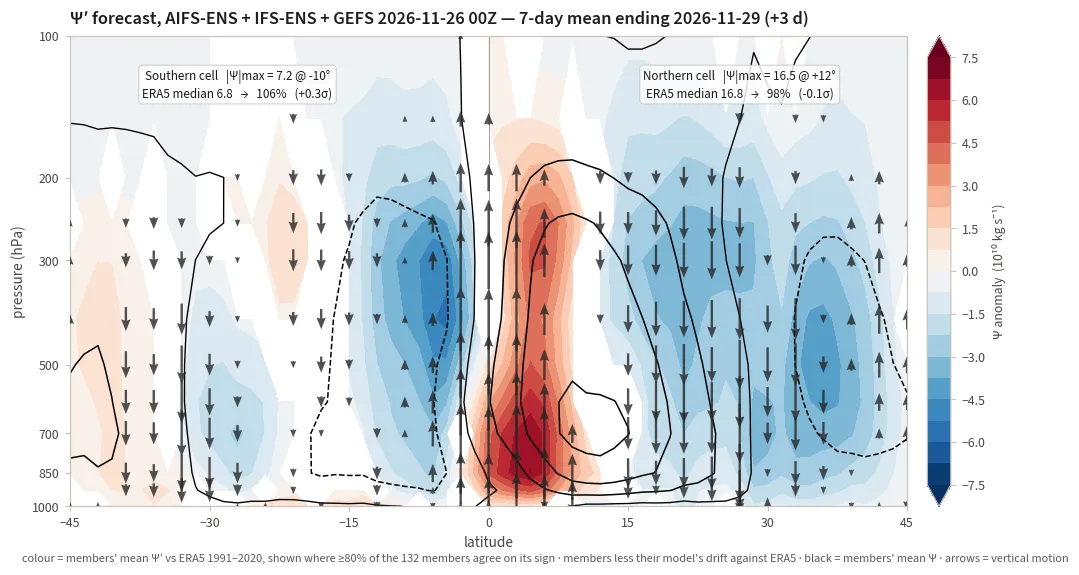 Ψ′ forecast, AIFS-ENS + IFS-ENS + GEFS 2026-11-26 00Z — 7-day mean ending 2026-11-29 (+3 d)
Southern cell |Ψ|max = 7.2 @ -10°
ERA5 median 6.8 → 106% (+0.3σ)
Northern cell |Ψ|max = 16.5 @ +12°
ERA5 median 16.8 → 98% (-0.1σ)
pressure (hPa)
100
200
300
400
500
700
850
1000
−45
−30
−15
0
15
30
45
latitude
7.5
6.0
4.5
3.0
1.5
0.0
−1.5
−3.0
−4.5
−6.0
−7.5
Ψ anomaly (10¹⁰ kg s⁻¹)
colour = members' mean Ψ′ vs ERA5 1991–2020, shown where ≥80% of the 132 members agree on its sign · members less their model's drift against ERA5 · black = members' mean Ψ · arrows = vertical motion